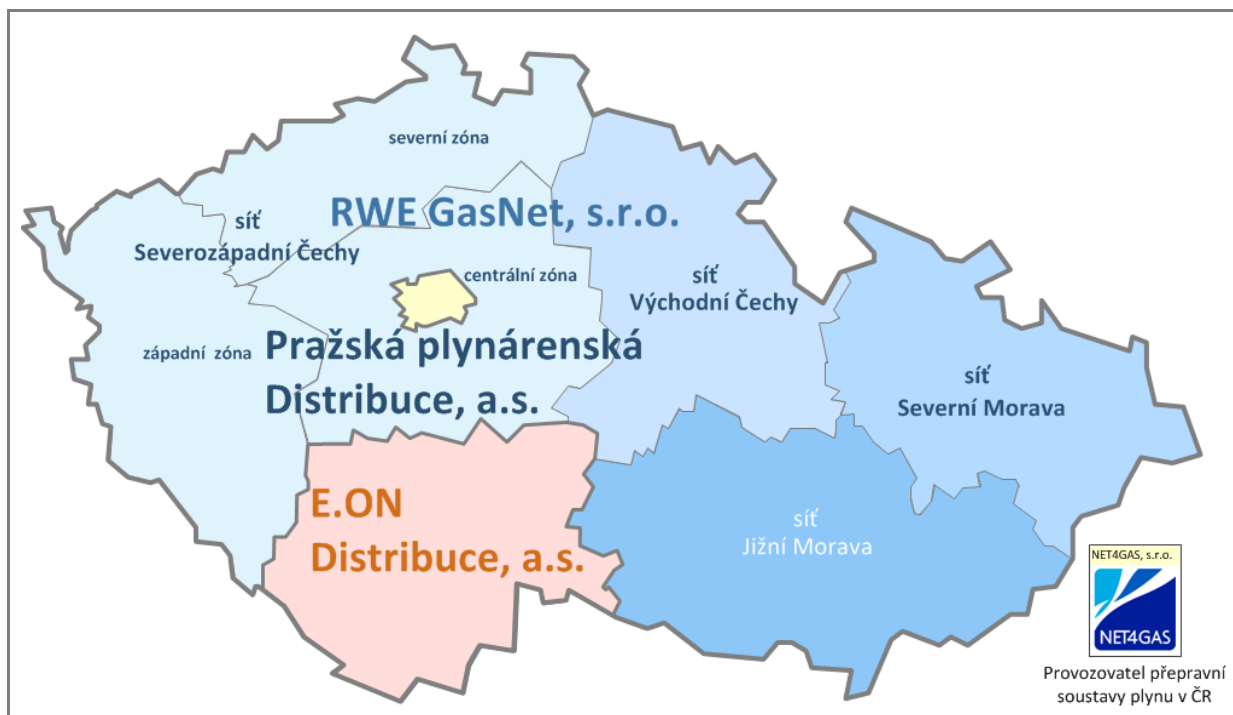 severní zóna
RWE GasNet, s.r.o.
síť
Severozápadní Čechy
centrální zóna
síť
Východní Čechy
západní zóna
Pražská plynárenská
Distribuce, a.s.
síť
Severní Morava
E.ON
Distribuce, a.s.
síť
Jižní Morava
NET4GAS, s.r.o.
NET4GAS
Provozovatel přepravní
soustavy plynu v ČR